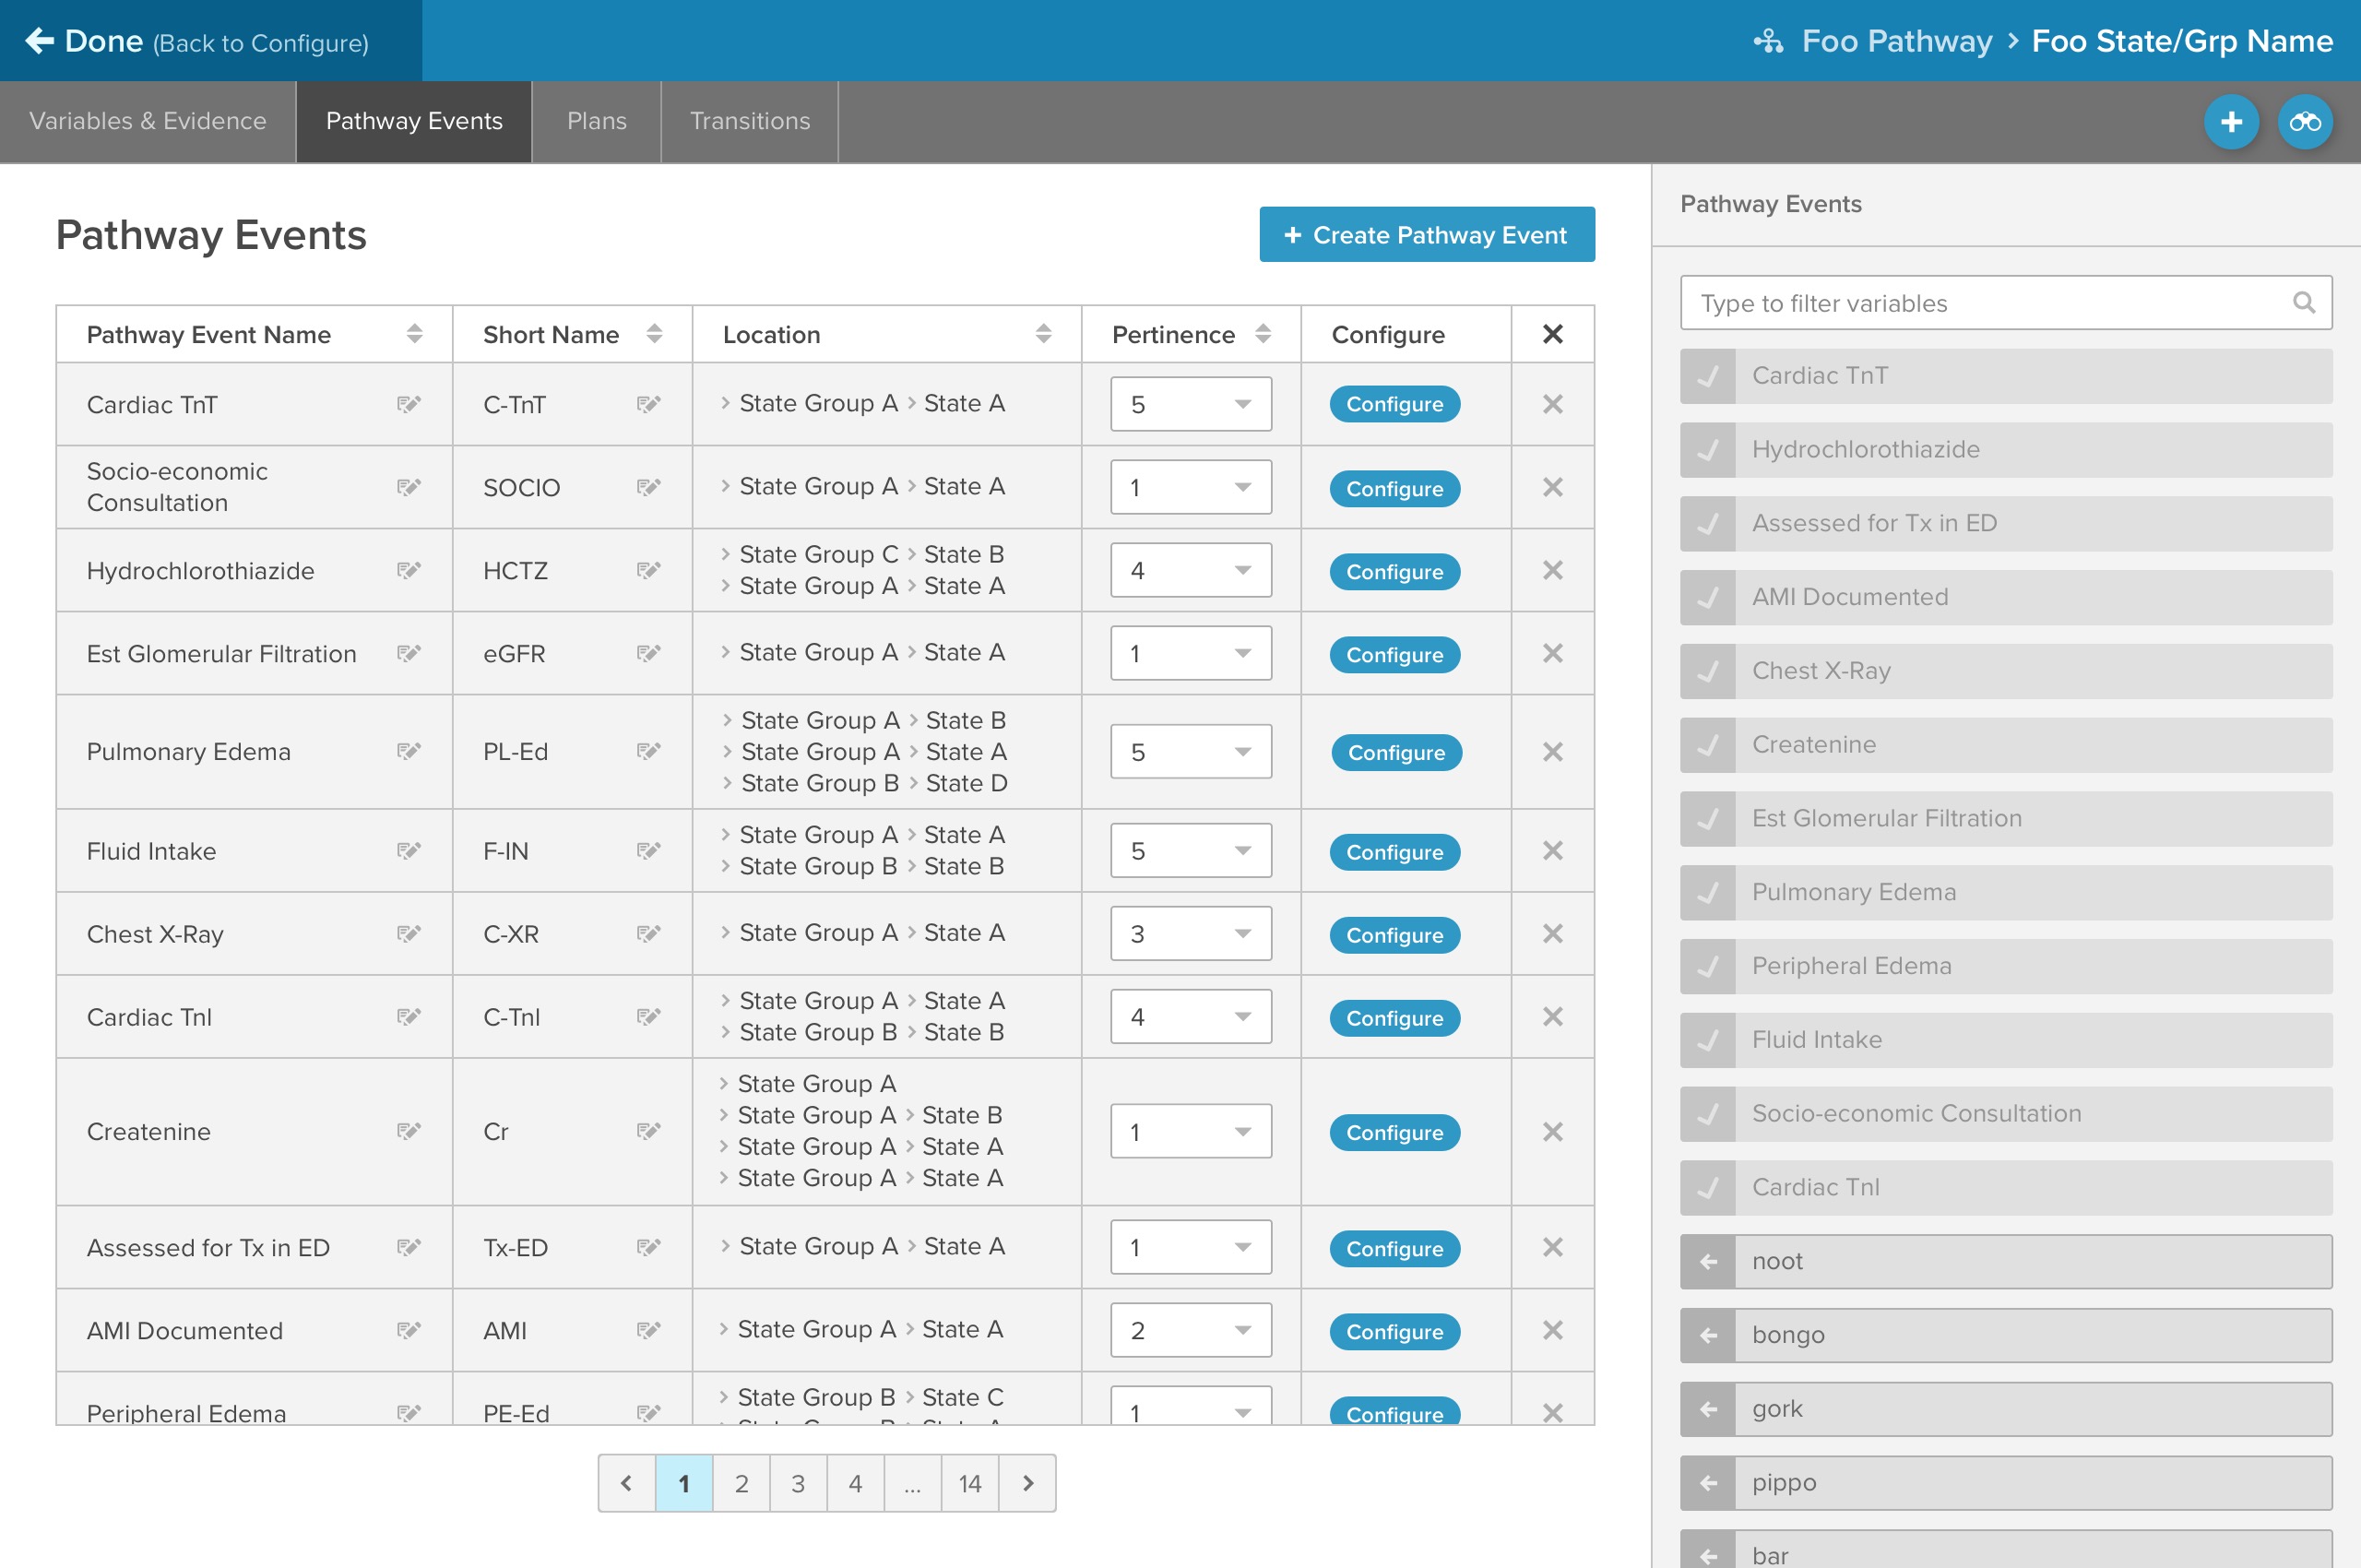 Done (Back to Configure)
Foo Pathway > Foo State/Grp Name
Variables & Evidence
Pathway Events
Plans
Transitions
Pathway Events
+ Create Pathway Event
Pathway Event Name
Short Name
Location
Pertinence
Configure
Cardiac TnT
C-TnT
> State Group A > State A
5
Configure
Socio-economic
Consultation
SOCIO
> State Group A > State A
1
Configure
Hydrochlorothiazide
HCTZ
> State Group C > State B
> State Group A > State A
4
Configure
Est Glomerular Filtration
eGFR
> State Group A > State A
1
Configure
Pulmonary Edema
PL-Ed
> State Group A > State B
> State Group A > State A
> State Group B > State D
5
Configure
Fluid Intake
F-IN
> State Group A > State A
> State Group B > State B
5
Configure
Chest X-Ray
C-XR
> State Group A > State A
3
Configure
Cardiac Tnl
C-Tnl
> State Group A > State A
> State Group B > State B
4
Configure
Createnine
Cr
> State Group A
> State Group A > State B
> State Group A > State A
> State Group A > State A
1
Configure
Assessed for Tx in ED
Tx-ED
> State Group A > State A
1
Configure
AMI Documented
AMI
> State Group A > State A
2
Configure
Peripheral Edema
PE-Ed
> State Group B > State C
1
Configure
< 1 2 3 4 ... 14 >
Pathway Events
Type to filter variables
Cardiac TnT
Hydrochlorothiazide
Assessed for Tx in ED
AMI Documented
Chest X-Ray
Createnine
Est Glomerular Filtration
Pulmonary Edema
Peripheral Edema
Fluid Intake
Socio-economic Consultation
Cardiac Tnl
noot
bongo
gork
pippo
bar